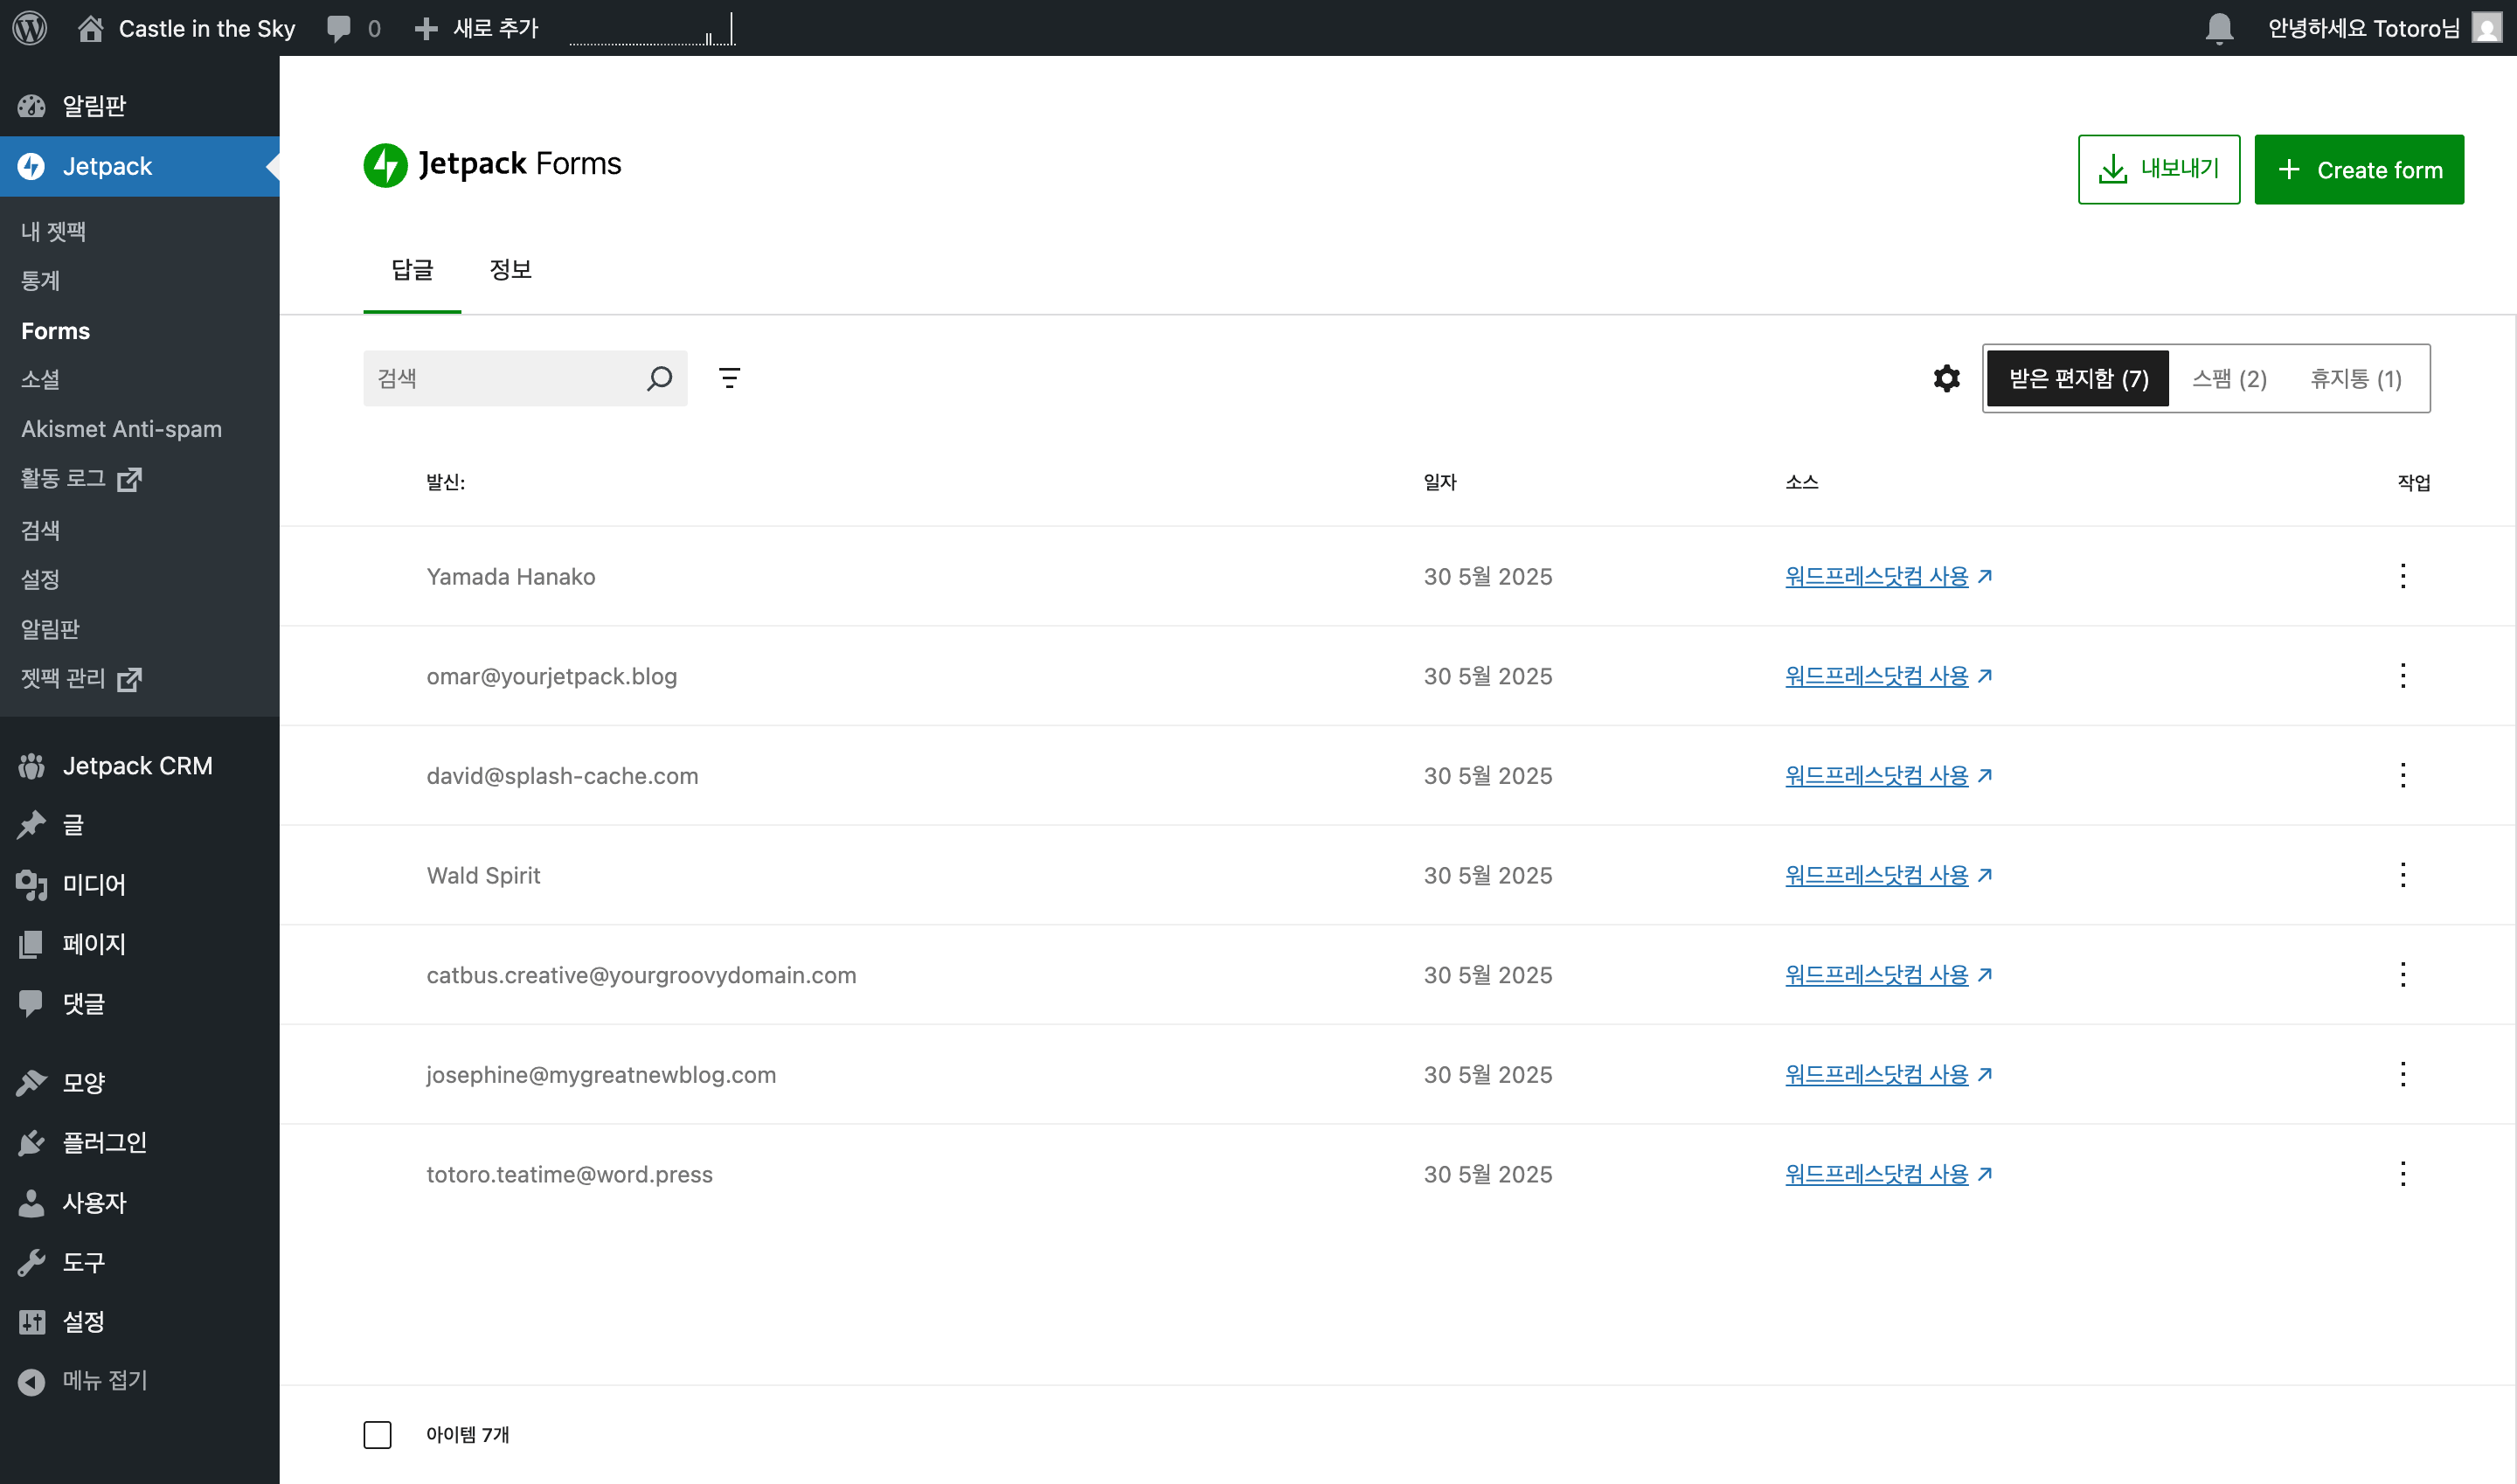 Castle in the Sky
0
새로 추가
안녕하세요 Totoro님
알림판
Jetpack
내 젯팩
통계
Forms
소셜
Akismet Anti-spam
활동 로그
검색
설정
알림판
젯팩 관리
Jetpack CRM
글
미디어
페이지
댓글
모양
플러그인
사용자
도구
설정
메뉴 접기
Jetpack Forms
내보내기
Create form
답글
정보
검색
받은 편지함 (7)
스팸 (2)
휴지통 (1)
발신: 일자 소스 작업
Yamada Hanako 30 5월 2025 워드프레스닷컴 사용
omar@yourjetpack.blog 30 5월 2025 워드프레스닷컴 사용
david@splash-cache.com 30 5월 2025 워드프레스닷컴 사용
Wald Spirit 30 5월 2025 워드프레스닷컴 사용
catbus.creative@yourgroovydomain.com 30 5월 2025 워드프레스닷컴 사용
josephine@mygreatnewblog.com 30 5월 2025 워드프레스닷컴 사용
totoro.teatime@word.press 30 5월 2025 워드프레스닷컴 사용
아이템 7개